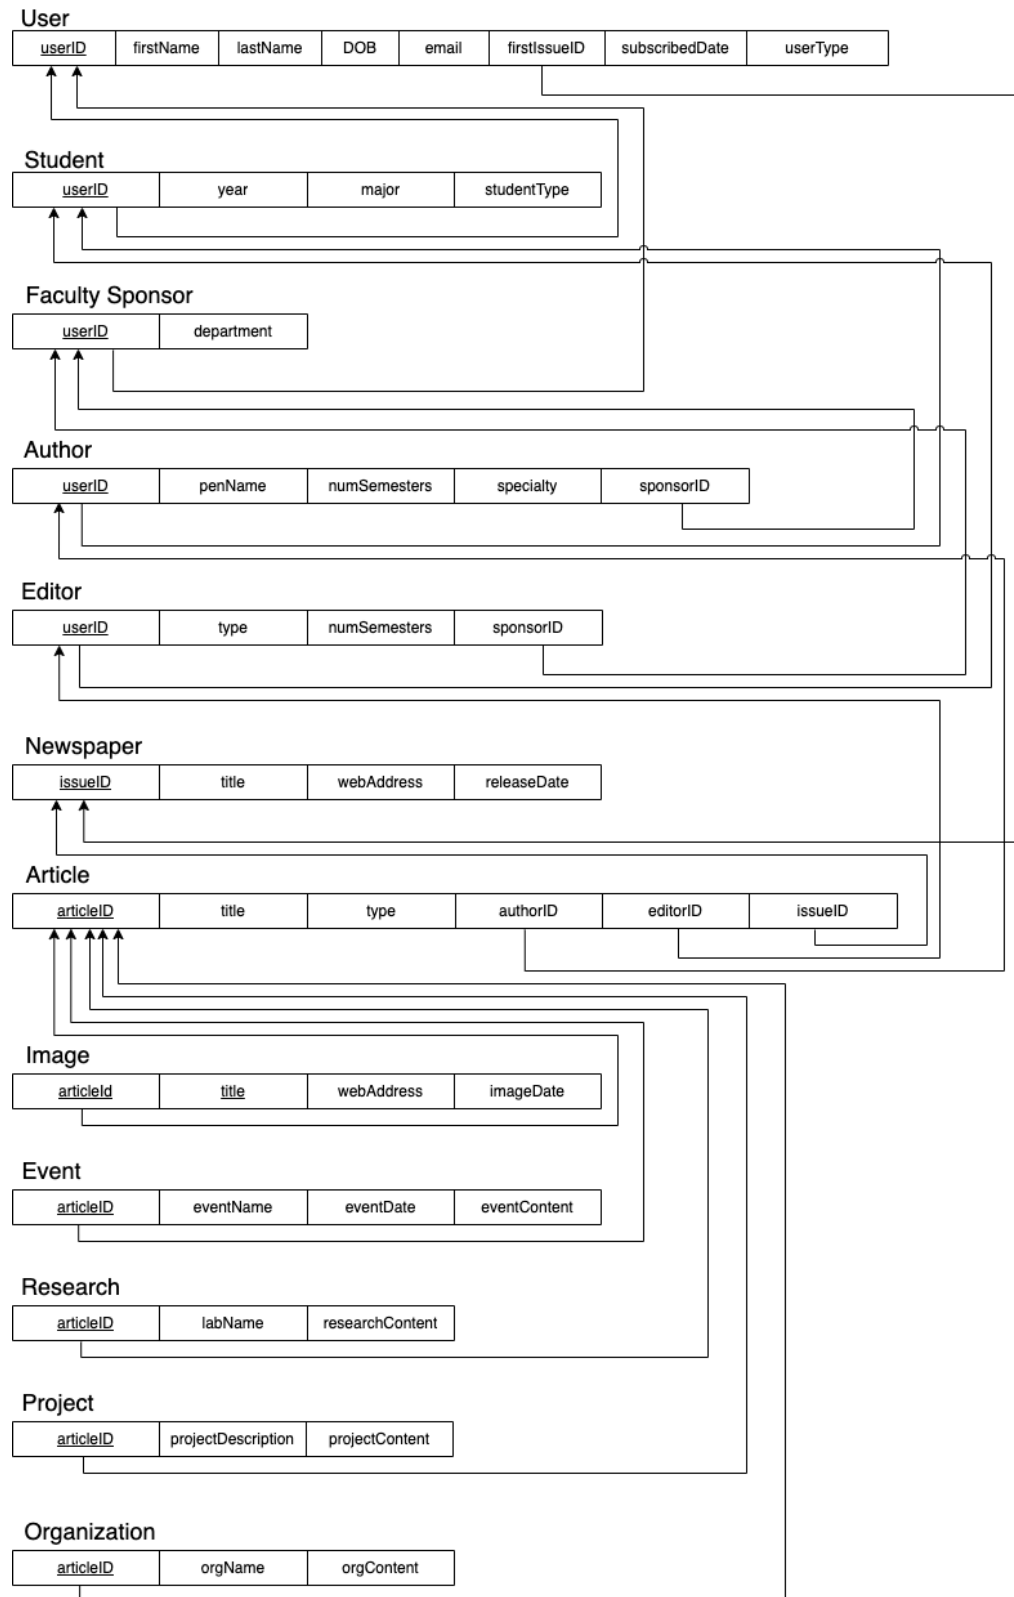 User
userID firstName lastName DOB email firstIssueID subscribedDate userType
Student
userID year major studentType
Faculty Sponsor
userID department
Author
userID penName numSemesters specialty sponsorID
Editor
userID type numSemesters sponsorID
Newspaper
issueID title webAddress releaseDate
Article
articleID title type authorID editorID issueID
Image
articleId title webAddress imageDate
Event
articleID eventName eventDate eventContent
Research
articleID labName researchContent
Project
articleID projectDescription projectContent
Organization
articleID orgName orgContent